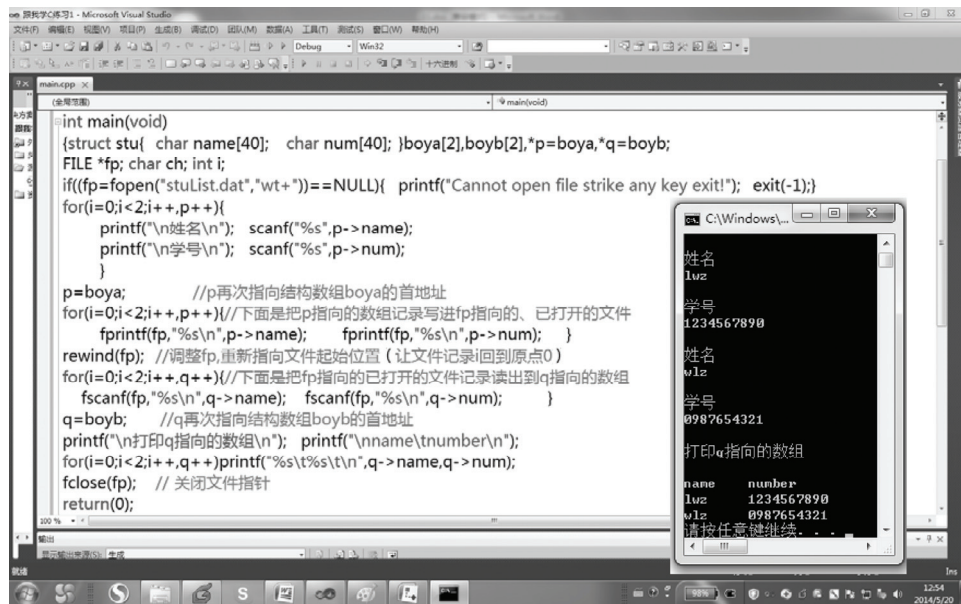 跟我学C练习1 - Microsoft Visual Studio
文件(F) 编辑(E) 视图(V) 项目(P) 生成(B) 调试(D) 团队(M) 数据(A) 工具(T) 测试(S) 窗口(W) 帮助(H)
Debug Win32
十六进制
main.cpp
(全局范围) main(void)
int main(void)
{struct stu{ char name[40]; char num[40]; }boya[2],boyb[2],*p=boya,*q=boyb;
FILE *fp; char ch; int i;
if((fp=fopen("stuList.dat","wt+"))==NULL){ printf("Cannot open file strike any key exit!"); exit(-1);}
for(i=0;i<2;i++,p++){
printf("\n姓名\n"); scanf("%s",p->name);
printf("\n学号\n"); scanf("%s",p->num);
}
p=boya; //p再次指向结构数组boya的首地址
for(i=0;i<2;i++,p++){//下面是把p指向的数组记录写进fp指向的、已打开的文件
fprintf(fp,"%s\n",p->name); fprintf(fp,"%s\n",p->num); }
rewind(fp); //调整fp,重新指向文件起始位置（让文件记录i回到原点0）
for(i=0;i<2;i++,q++){//下面是把fp指向的已打开的文件记录读出到q指向的数组
fscanf(fp,"%s\n",q->name); fscanf(fp,"%s\n",q->num); }
q=boyb; //q再次指向结构数组boyb的首地址
printf("\n打印q指向的数组\n"); printf("\nname\tnumber\n");
for(i=0;i<2;i++,q++)printf("%s\t%s\t\n",q->name,q->num);
fclose(fp); // 关闭文件指针
return(0);
100 %
输出
显示输出来源(S): 生成
就绪
Ins
C:\Windows\...
姓名
lwz
学号
1234567890
姓名
wlz
学号
0987654321
打印q指向的数组
name number
lwz 1234567890
wlz 0987654321
请按任意键继续. . .
98%
12:54
2014/5/20